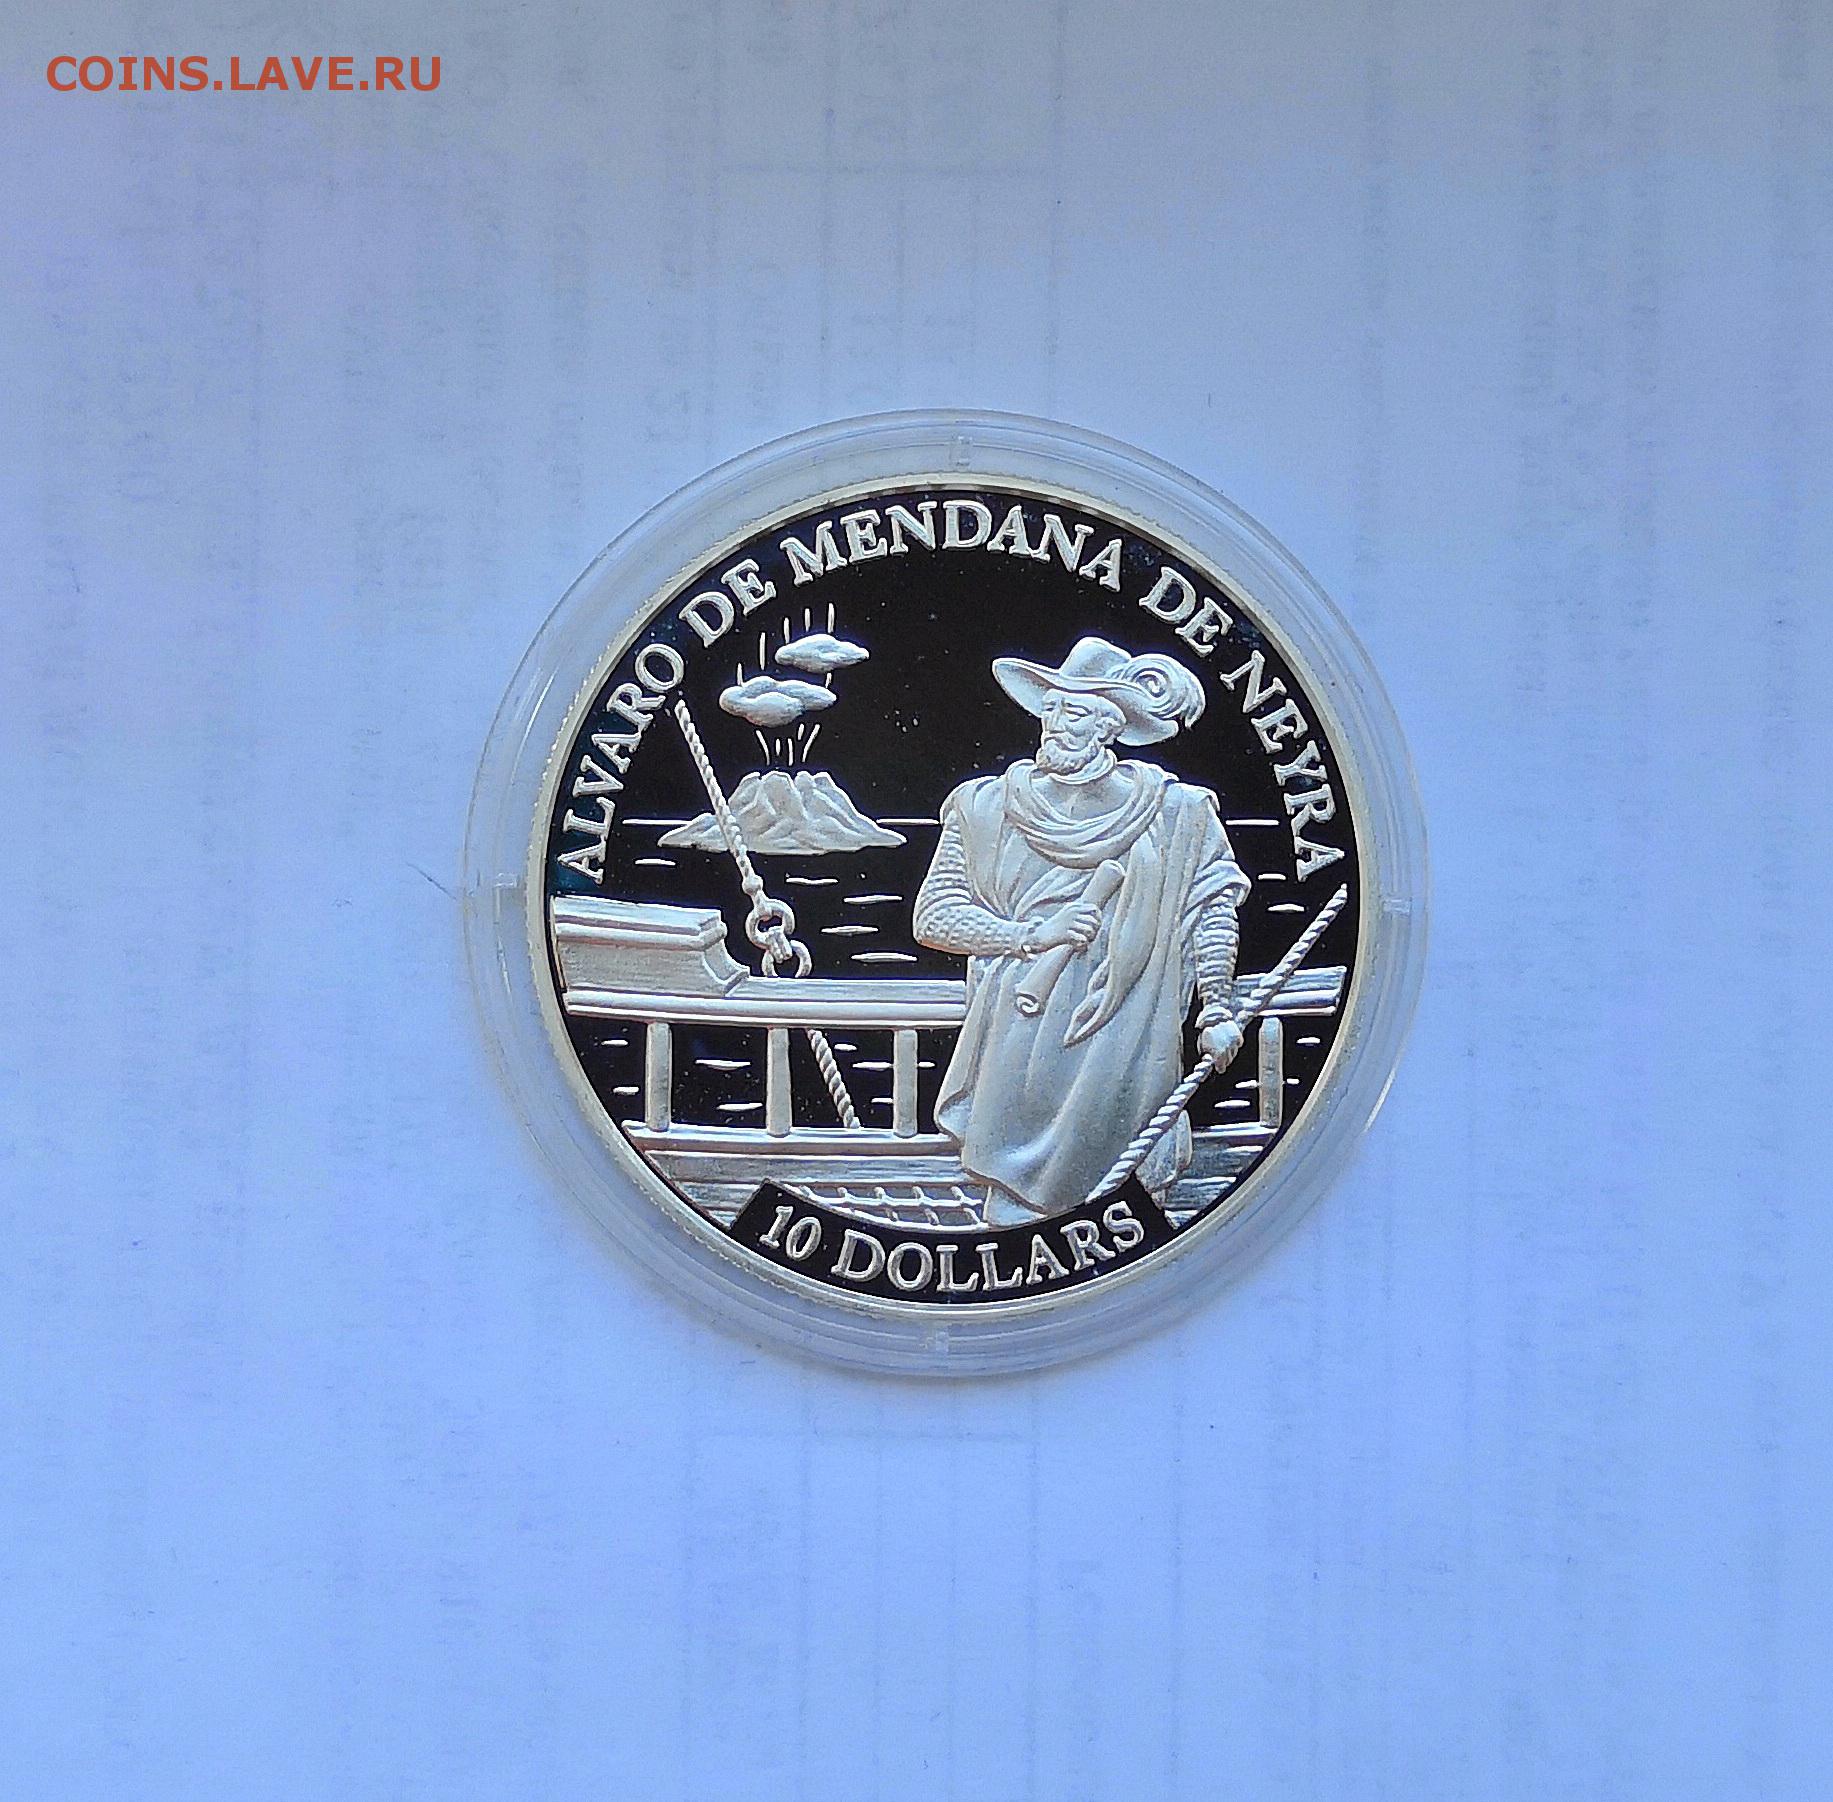 COINS.LAVE.RU
ALVARO DE MENDANA DE NEYRA
10 DOLLARS